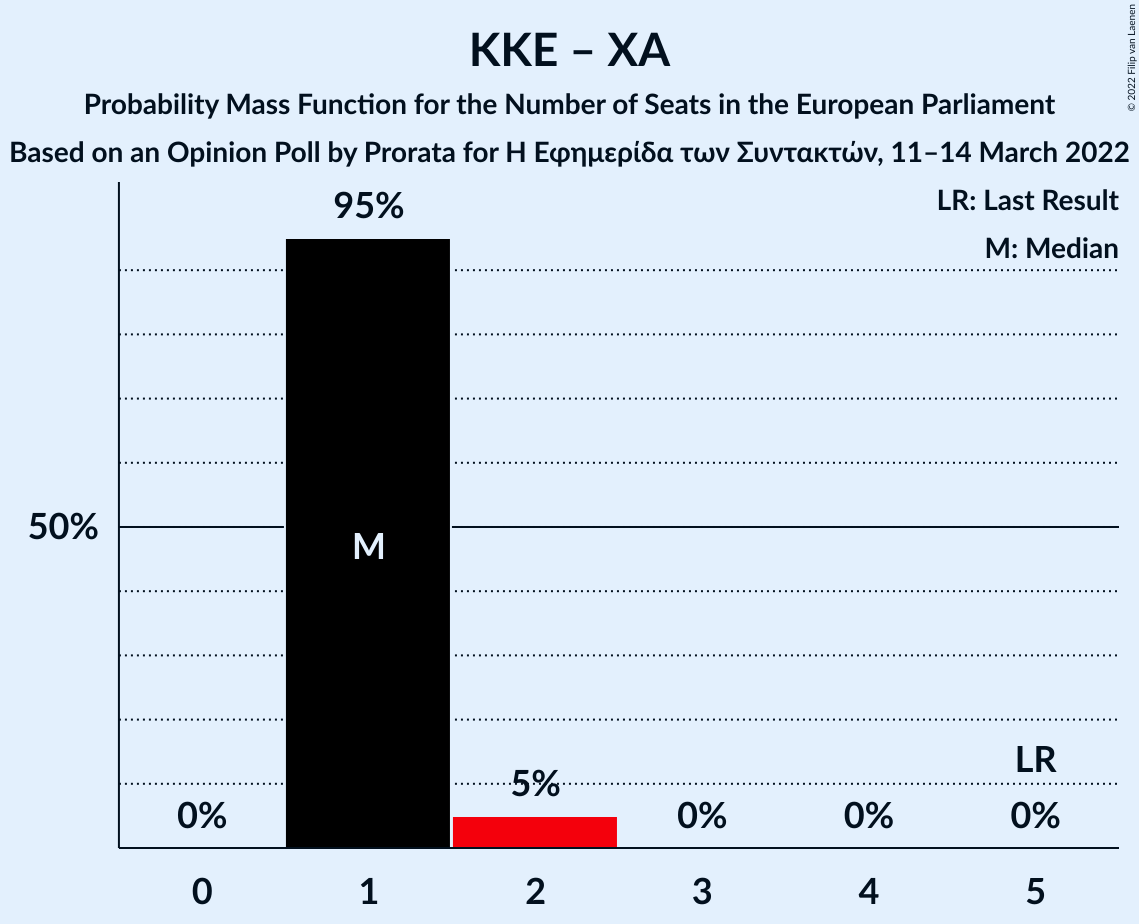 KKE – ΧΑ
Probability Mass Function for the Number of Seats in the European Parliament
Based on an Opinion Poll by Prorata for Η Εφημερίδα των Συντακτών, 11–14 March 2022
© 2022 Filip van Laenen
LR: Last Result
M: Median
95%
50%
M
LR
5%
0%
0%
0%
0%
0 1 2 3 4 5